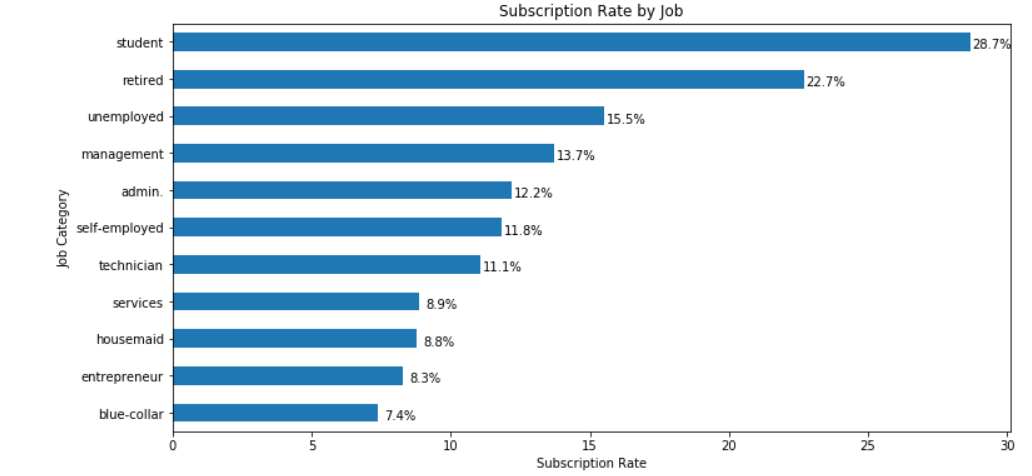 Subscription Rate by Job
student 28.7%
retired 22.7%
unemployed 15.5%
management 13.7%
admin. 12.2%
Job Category
self-employed 11.8%
technician 11.1%
services 8.9%
housemaid 8.8%
entrepreneur 8.3%
blue-collar 7.4%
0 5 10 15 20 25 30
Subscription Rate